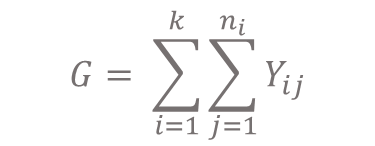 G = \sum_{i=1}^{k} \sum_{j=1}^{n_i} Y_{ij}